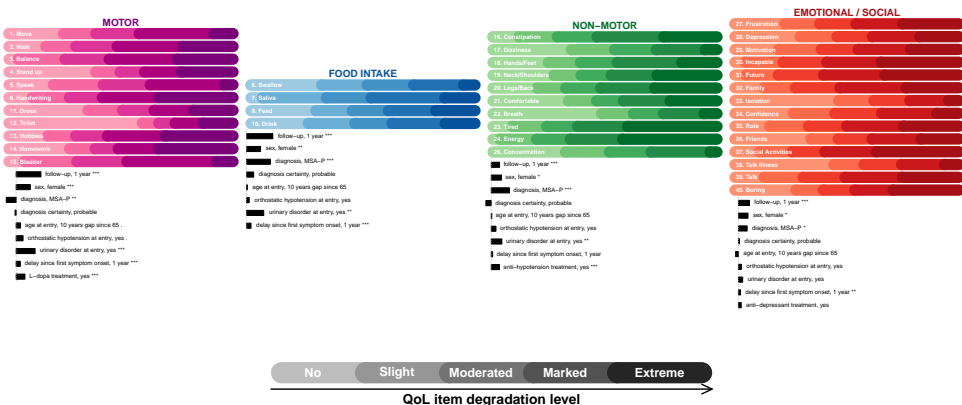 MOTOR
1. Move
2. Walk
3. Balance
4. Stand up
5. Speak
9. Handwriting
11. Dress
12. Toilet
13. Hobbies
14. Homework
15. Bladder
follow-up, 1 year ***
sex, female ***
diagnosis, MSA-P **
diagnosis certainty, probable
age at entry, 10 years gap since 65 .
orthostatic hypotension at entry, yes .
urinary disorder at entry, yes ***
delay since first symptom onset, 1 year ***
L-dopa treatment, yes ***
FOOD INTAKE
6. Swallow
7. Saliva
8. Feed
10. Drink
follow-up, 1 year ***
sex, female **
diagnosis, MSA-P ***
diagnosis certainty, probable
age at entry, 10 years gap since 65
orthostatic hypotension at entry, yes
urinary disorder at entry, yes **
delay since first symptom onset, 1 year ***
NON-MOTOR
16. Constipation
17. Dizziness
18. Hands/Feet
19. Neck/Shoulders
20. Legs/Back
21. Comfortable
22. Breath
23. Tired
24. Energy
26. Concentration
follow-up, 1 year ***
sex, female *
diagnosis, MSA-P ***
diagnosis certainty, probable
age at entry, 10 years gap since 65
orthostatic hypotension at entry, yes
urinary disorder at entry, yes **
delay since first symptom onset, 1 year
anti-hypotension treatment, yes ***
EMOTIONAL / SOCIAL
27. Frustration
28. Depression
29. Motivation
30. Incapable
31. Future
32. Family
33. Isolation
34. Confidence
35. Role
36. Friends
37. Social Activities
38. Talk Illness
39. Talk
40. Boring
follow-up, 1 year ***
sex, female *
diagnosis, MSA-P *
diagnosis certainty, probable
age at entry, 10 years gap since 65
orthostatic hypotension at entry, yes
urinary disorder at entry, yes
delay since first symptom onset, 1 year **
anti-depressant treatment, yes
No Slight Moderated Marked Extreme
QoL item degradation level